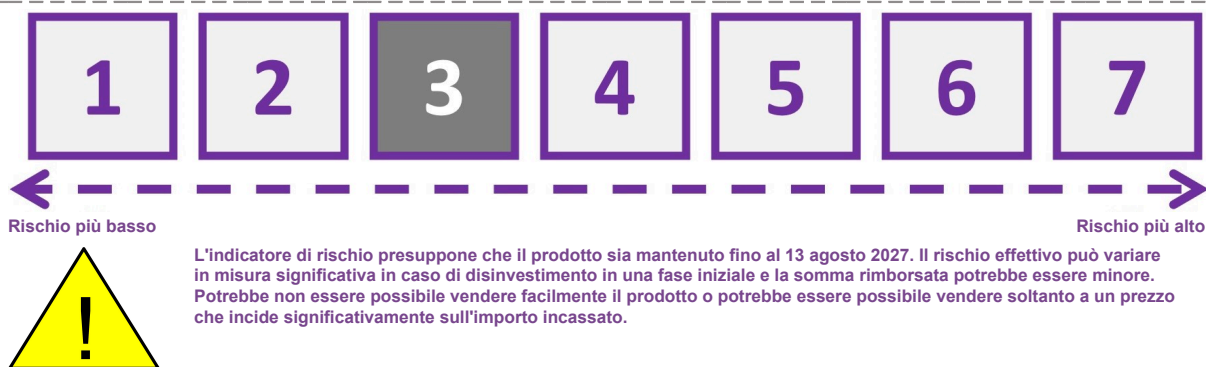 1 2 3 4 5 6 7
Rischio più basso Rischio più alto
L'indicatore di rischio presuppone che il prodotto sia mantenuto fino al 13 agosto 2027. Il rischio effettivo può variare
in misura significativa in caso di disinvestimento in una fase iniziale e la somma rimborsata potrebbe essere minore.
Potrebbe non essere possibile vendere facilmente il prodotto o potrebbe essere possibile vendere soltanto a un prezzo
che incide significativamente sull'importo incassato.
!